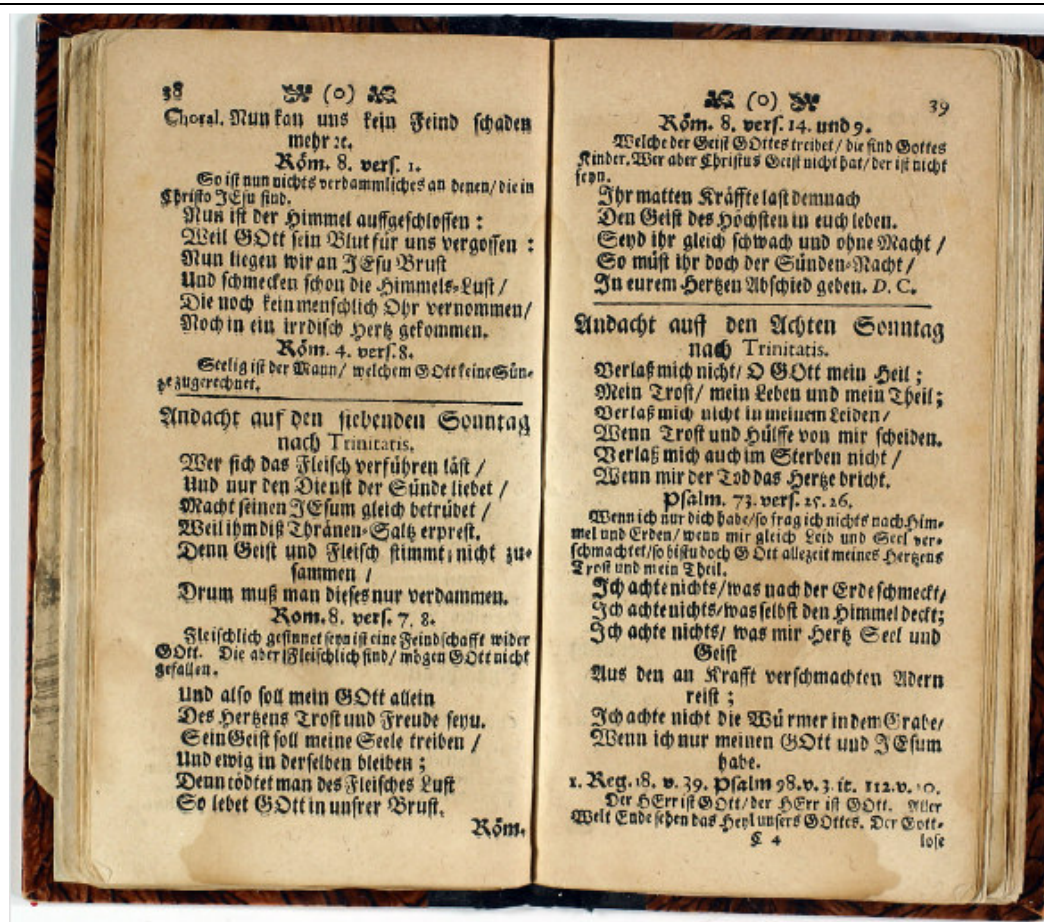 38 (o)
Choral. Nun kan uns kein Feind schaden
mehr ꝛc.
Röm. 8. vers. 1.
So ist nun nichts verdammliches an denen/ die in
Christo JEsu sind.
Nun ist der Himmel auffgeschlossen :
Weil GOtt sein Blut für uns vergossen :
Nun liegen wir an JEsu Brust
Und schmecken schon die Himmels-Lust /
Die noch kein menschlich Ohr vernommen/
Noch in ein irrdisch Hertz gekommen.
Röm. 4. vers. 8.
Seelig ist der Mann/ welchem GOtt keine Sün-
de zugerechnet.
Andacht auf den siebenden Sonntag
nach Trinitatis.
Wer sich das Fleisch verführen läst /
Und nur den Dienst der Sünde liebet /
Macht seinen JEsum gleich betrübet /
Weil ihm diß Thränen-Saltz erprest.
Denn Geist und Fleisch stimmt nicht zu-
sammen /
Drum muß man dieses nur verdammen.
Rom. 8. vers. 7. 8.
Fleischlich gesinnet seyn ist eine Feindschafft wider
GOtt. Die aber Fleischlich sind/ mögen GOtt nicht
gefallen.
Und also soll mein GOtt allein
Des Hertzens Trost und Freude seyn.
Sein Geist soll meine Seele treiben /
Und ewig in derselben bleiben ;
Denn tödtet man des Fleisches Lust
So lebet GOtt in unsrer Brust.
Röm.
(o) 39
Röm. 8. vers. 14. und 9.
Welche der Geist GOttes treibet/ die sind Gottes
Kinder. Wer aber Christus Geist nicht hat/ der ist nicht
seyn.
Ihr matten Kräffte last demnach
Den Geist des Höchsten in euch leben.
Seyd ihr gleich schwach und ohne Macht /
So müst ihr doch der Sünden-Nacht /
In eurem Hertzen Abschied geben. D. C.
Andacht auff den Achten Sonntag
nach Trinitatis.
Verlaß mich nicht/ O GOtt mein Heil ;
Mein Trost/ mein Leben und mein Theil ;
Verlaß mich nicht in meinem Leiden /
Wenn Trost und Hülffe von mir scheiden.
Verlaß mich auch im Sterben nicht /
Wenn mir der Tod das Hertze bricht.
Psalm. 73. vers. 25. 26.
Wenn ich nur dich habe/ so frag ich nichts nach Him-
mel und Erden/ wenn mir gleich Leib und Seel ver-
schmachtet/ so bistu doch GOtt allezeit meines Hertzens
Trost und mein Theil.
Ich achte nichts/ was nach der Erde schmeckt/
Ich achte nichts/ was selbst den Himmel deckt;
Ich achte nichts/ was mir Hertz Seel und
Geist
Aus den an Krafft verschmachten Adern
reist ;
Ich achte nicht die Würmer in dem Grabe/
Wenn ich nur meinen GOtt und JEsum
habe.
1. Reg. 18. v. 39. Psalm 98. v. 3. it. 112. v. 10.
Der HErr ist GOtt/ der HErr ist GOtt. Aller
Welt Ende sehen das Heyl unsers GOttes. Der Gott-
C 4 lose